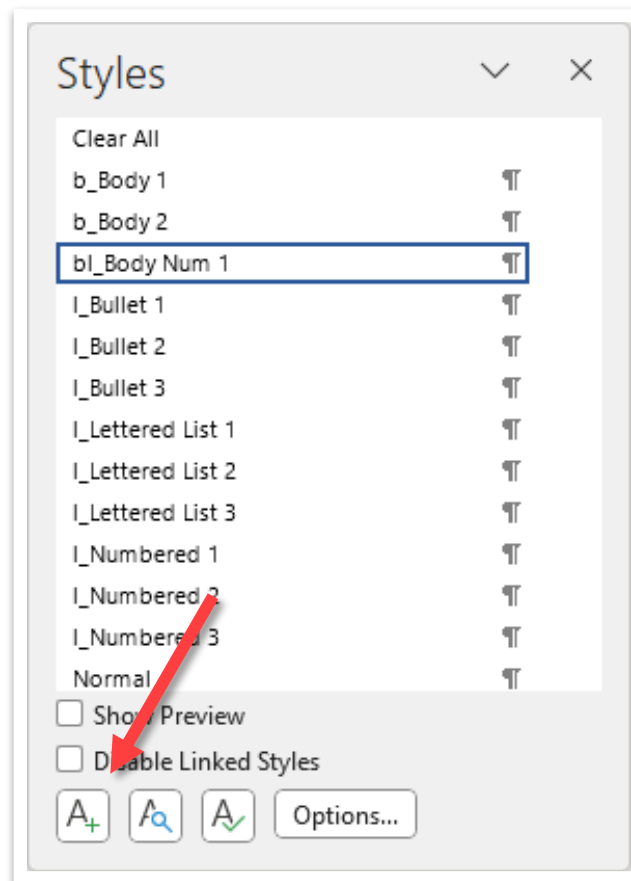 Styles
Clear All
b_Body 1 ¶
b_Body 2 ¶
bl_Body Num 1 ¶
l_Bullet 1 ¶
l_Bullet 2 ¶
l_Bullet 3 ¶
l_Lettered List 1 ¶
l_Lettered List 2 ¶
l_Lettered List 3 ¶
l_Numbered 1 ¶
l_Numbered 2 ¶
l_Numbered 3 ¶
Normal ¶
Show Preview
Disable Linked Styles
A+ A A Options...